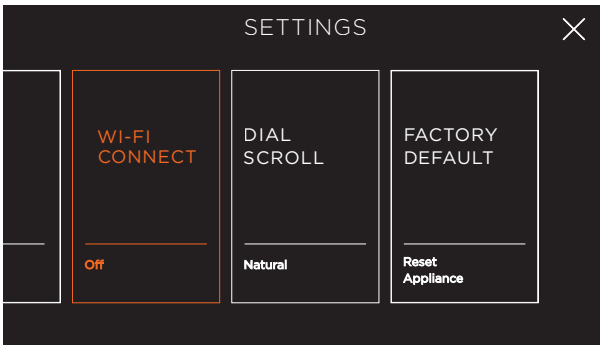 SETTINGS
WI-FI
CONNECT
Off
DIAL
SCROLL
Natural
FACTORY
DEFAULT
Reset
Appliance